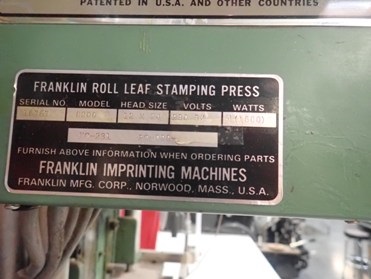 PATENTED IN U.S.A. AND OTHER COUNTRIES
FRANKLIN ROLL LEAF STAMPING PRESS
SERIAL NO. MODEL HEAD SIZE VOLTS WATTS
FURNISH ABOVE INFORMATION WHEN ORDERING PARTS
FRANKLIN IMPRINTING MACHINES
FRANKLIN MFG. CORP., NORWOOD, MASS., U.S.A.